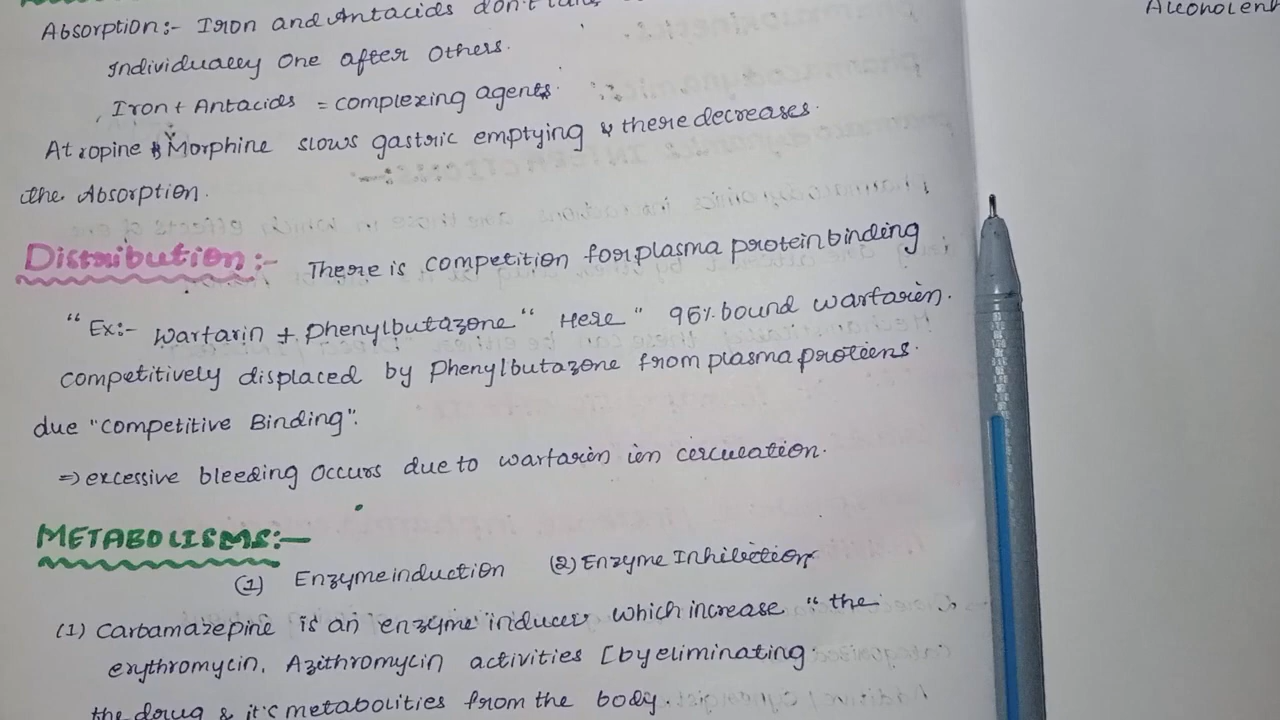 Absorption:- Iron and Antacids don't
Alcohol
Individually One after Others.
Iron + Antacids = complexing agents.
Atropine & Morphine slows gastric emptying & there decreases
the Absorption.
Distribution:- There is competition for plasma protein binding
"Ex:- Warfarin + Phenylbutazone" Here " 96% bound warfarin.
competitively displaced by Phenylbutazone from plasma proteins.
due "Competitive Binding".
⇒ excessive bleeding occurs due to warfarin in circulation.
METABOLISMS:-
(1) Enzyme induction (2) Enzyme Inhibition
(1) Carbamazepine is an enzyme inducer which increase "the
erythromycin, Azithromycin activities [by eliminating
the drug & it's metabolities from the body.